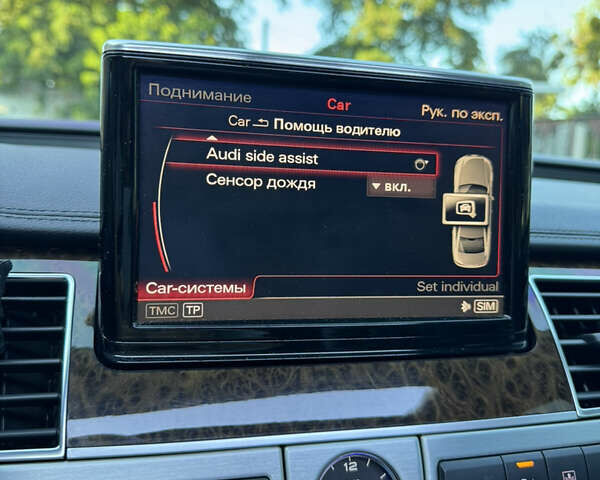 Поднимание
Car
Рук. по эксп.
Car Помощь водителю
Audi side assist
Сенсор дождя
вкл.
Car-системы
Set individual
TMC TP
SIM
12